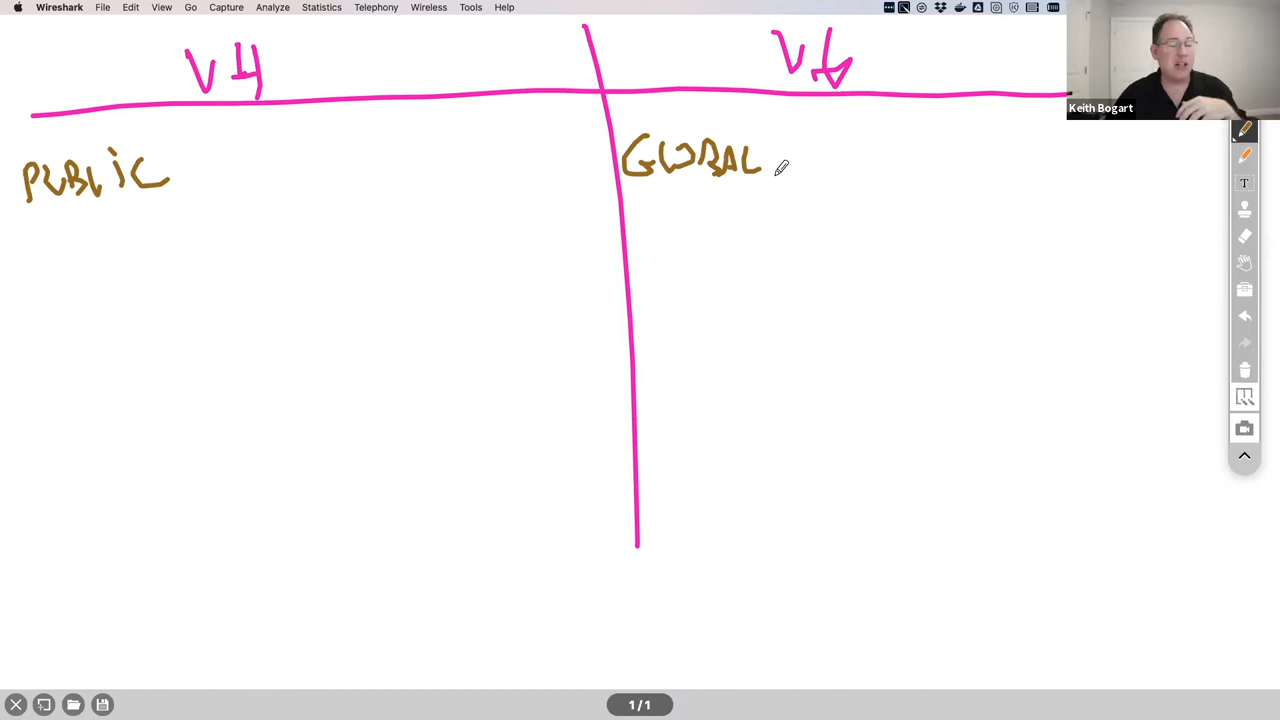 Wireshark File Edit View Go Capture Analyze Statistics Telephony Wireless Tools Help
V4 V6
Keith Bogart
PUBLiC GLOBAL
T
1/1